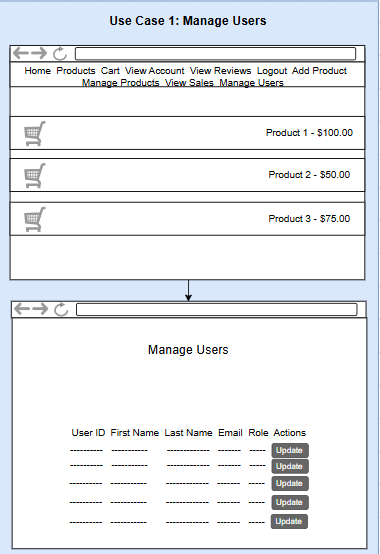 Use Case 1: Manage Users
Home Products Cart View Account View Reviews Logout Add Product
Manage Products View Sales Manage Users
Product 1 - $100.00
Product 2 - $50.00
Product 3 - $75.00
Manage Users
User ID First Name Last Name Email Role Actions
---------- ----------- ------------- ------- ----- Update
---------- ----------- ------------- ------- ----- Update
---------- ----------- ------------- ------- ----- Update
---------- ----------- ------------- ------- ----- Update
---------- ----------- ------------- ------- ----- Update